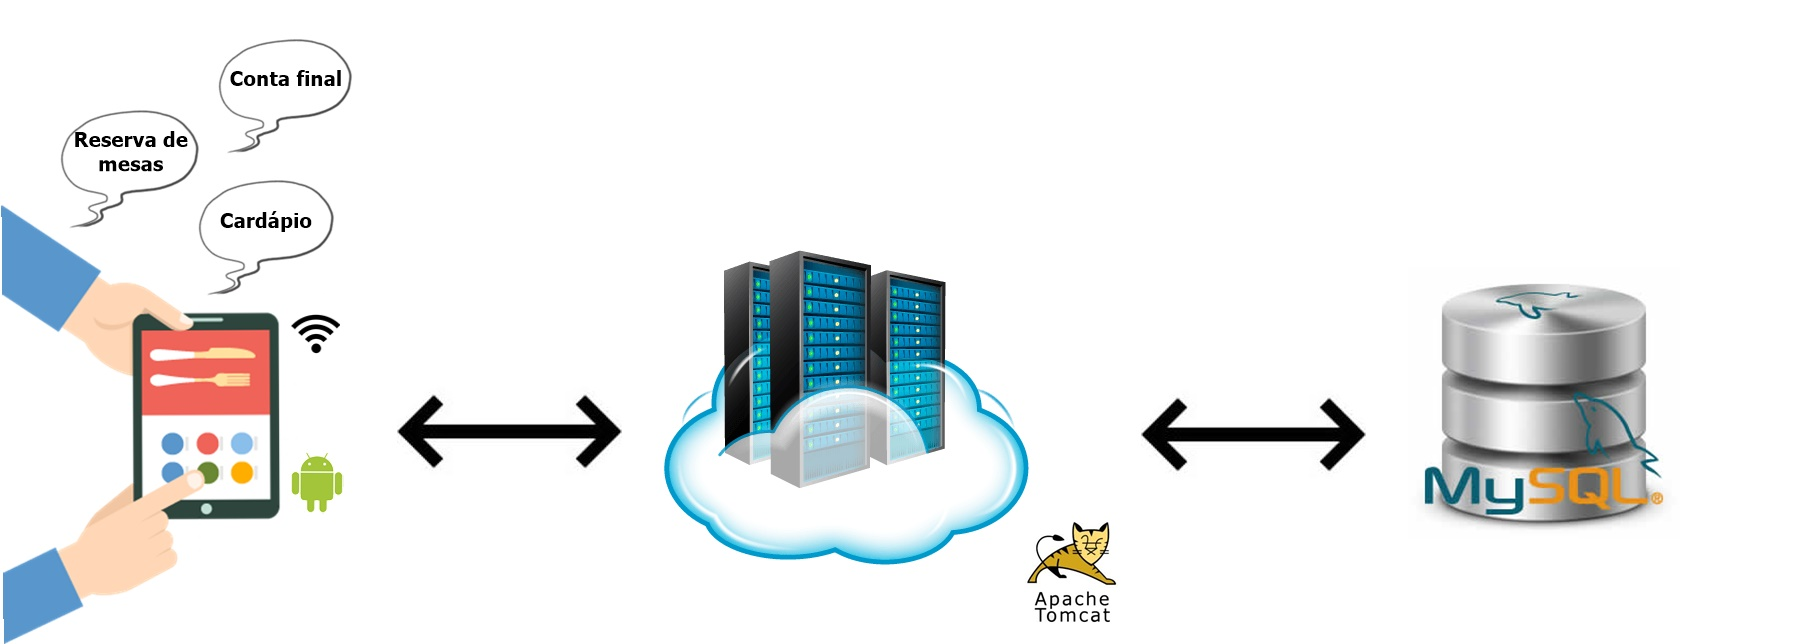 Conta final
Reserva de
mesas
Cardápio
Apache
Tomcat
MySQL®